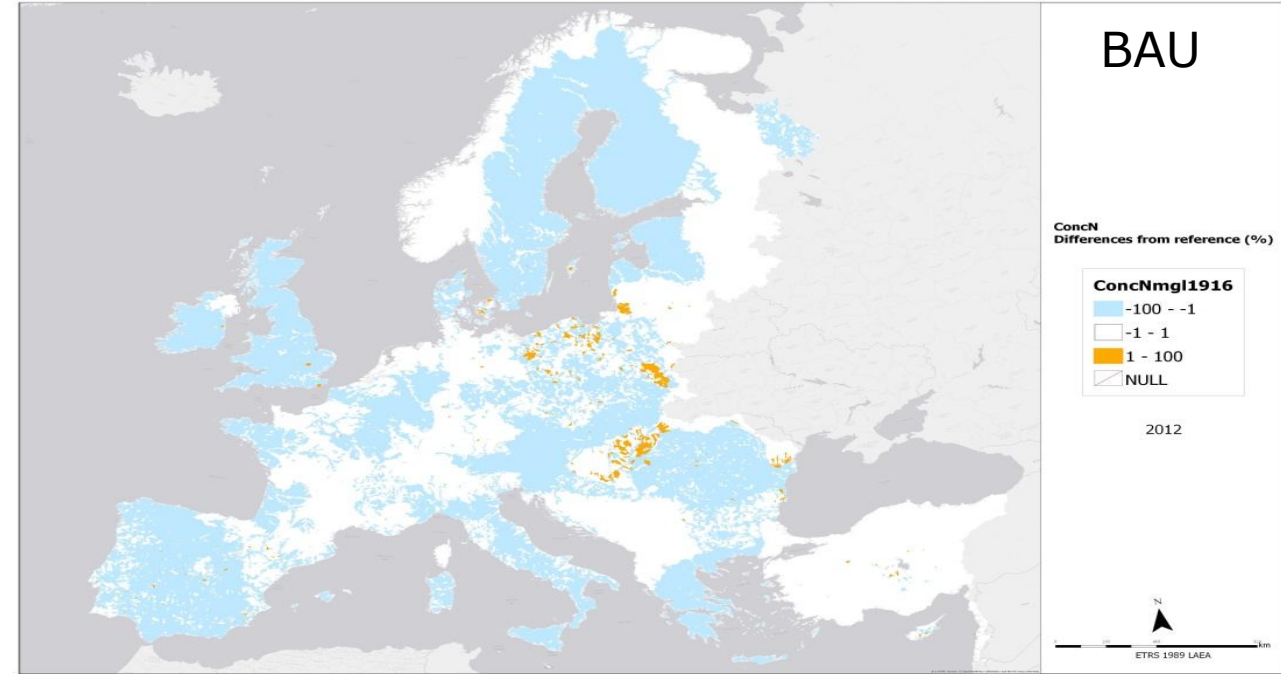 BAU
ConcN
Differences from reference (%)
ConcNmgl1916
-100 - -1
-1 - 1
1 - 100
NULL
2012
N
km
ETRS 1989 LAEA